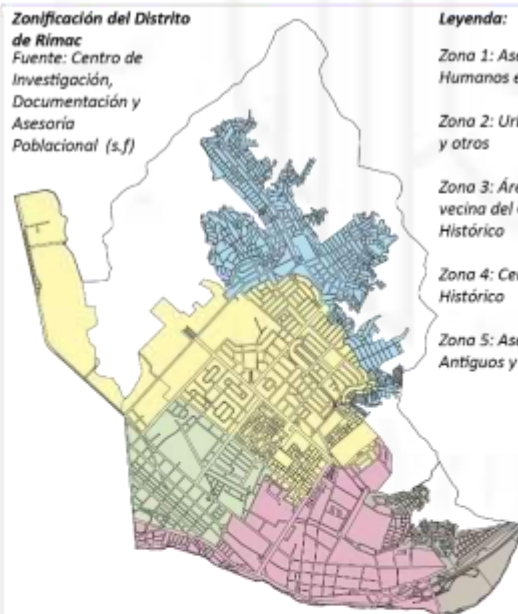 Zonificación del Distrito
de Rímac
Fuente: Centro de
Investigación,
Documentación y
Asesoría
Poblacional (s.f)
Leyenda:
Zona 1:
Humanos
Zona 2:
y otros
Zona 3:
vecina del
Histórico
Zona 4:
Histórico
Zona 5:
Antiguos y